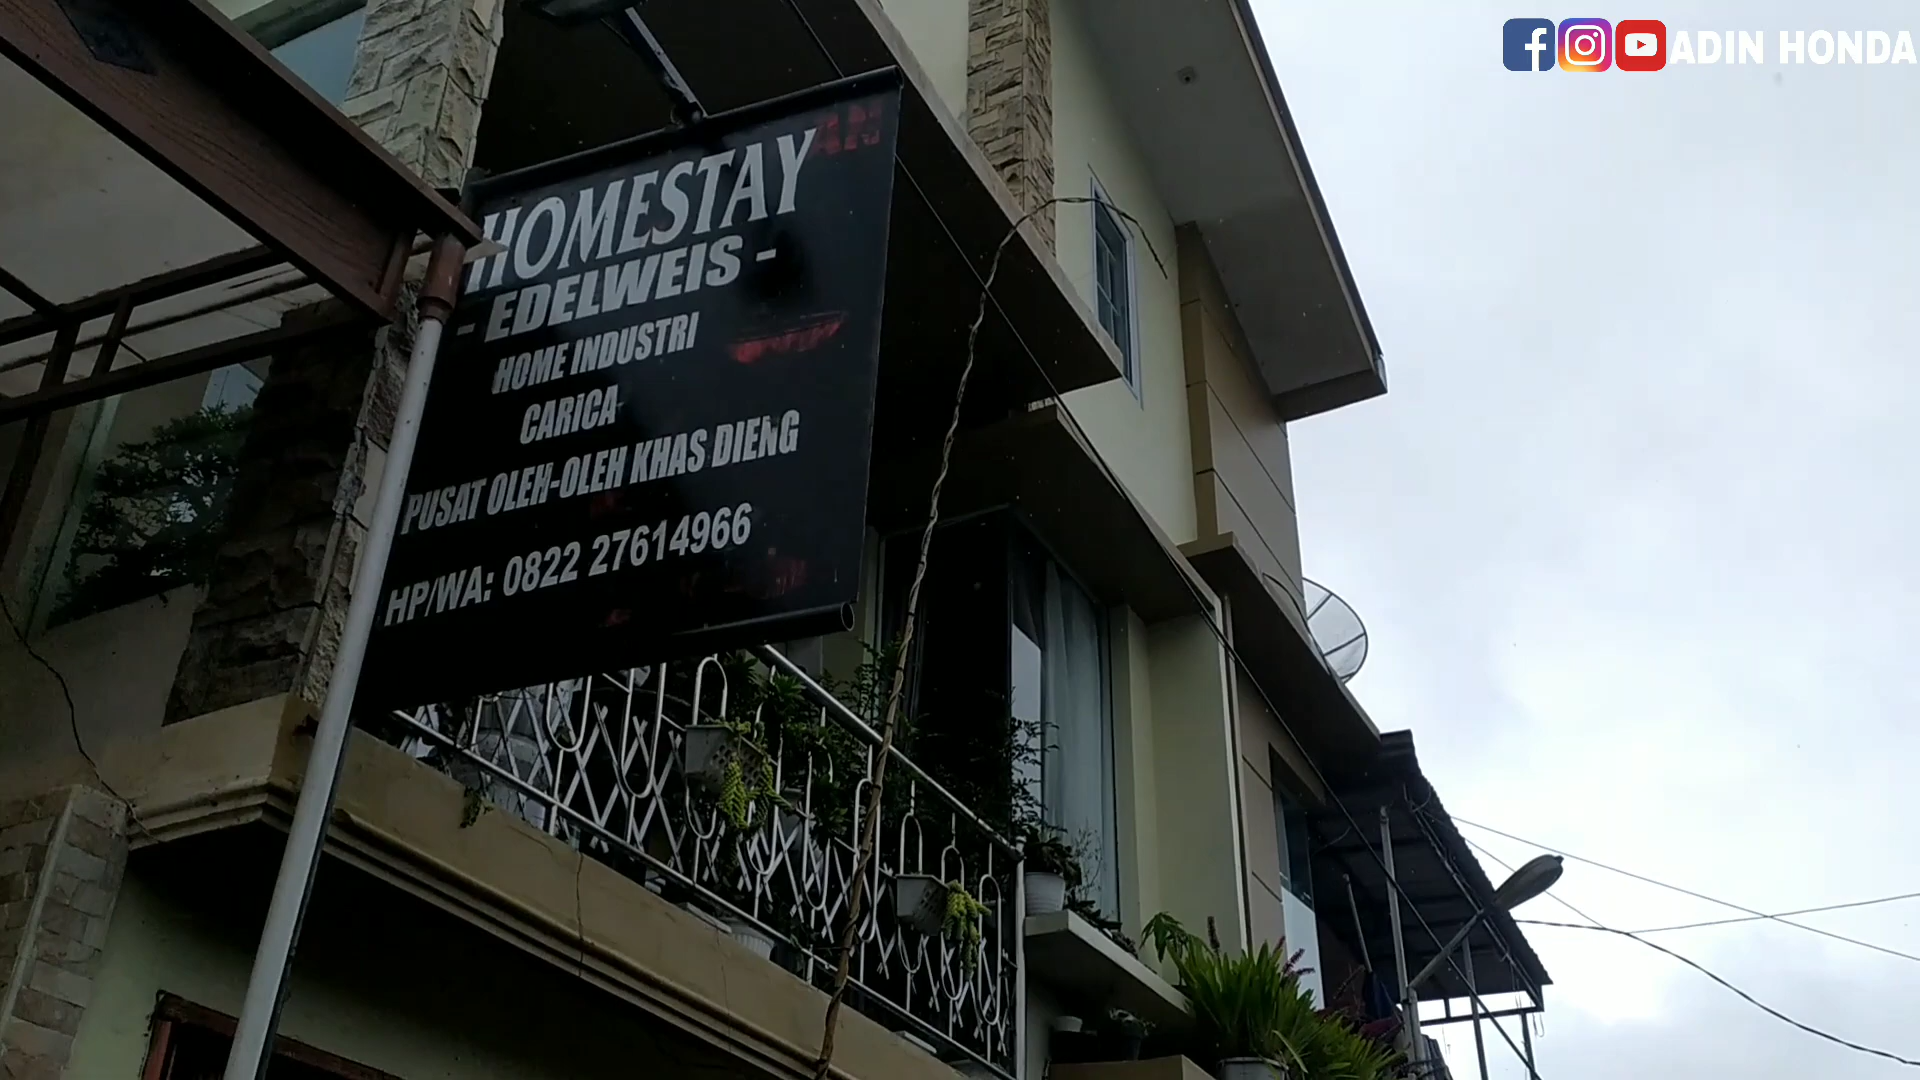 ADIN HONDA
HOMESTAY
- EDELWEIS -
HOME INDUSTRI
CARICA
PUSAT OLEH-OLEH KHAS DIENG
HP/WA: 0822 27614966